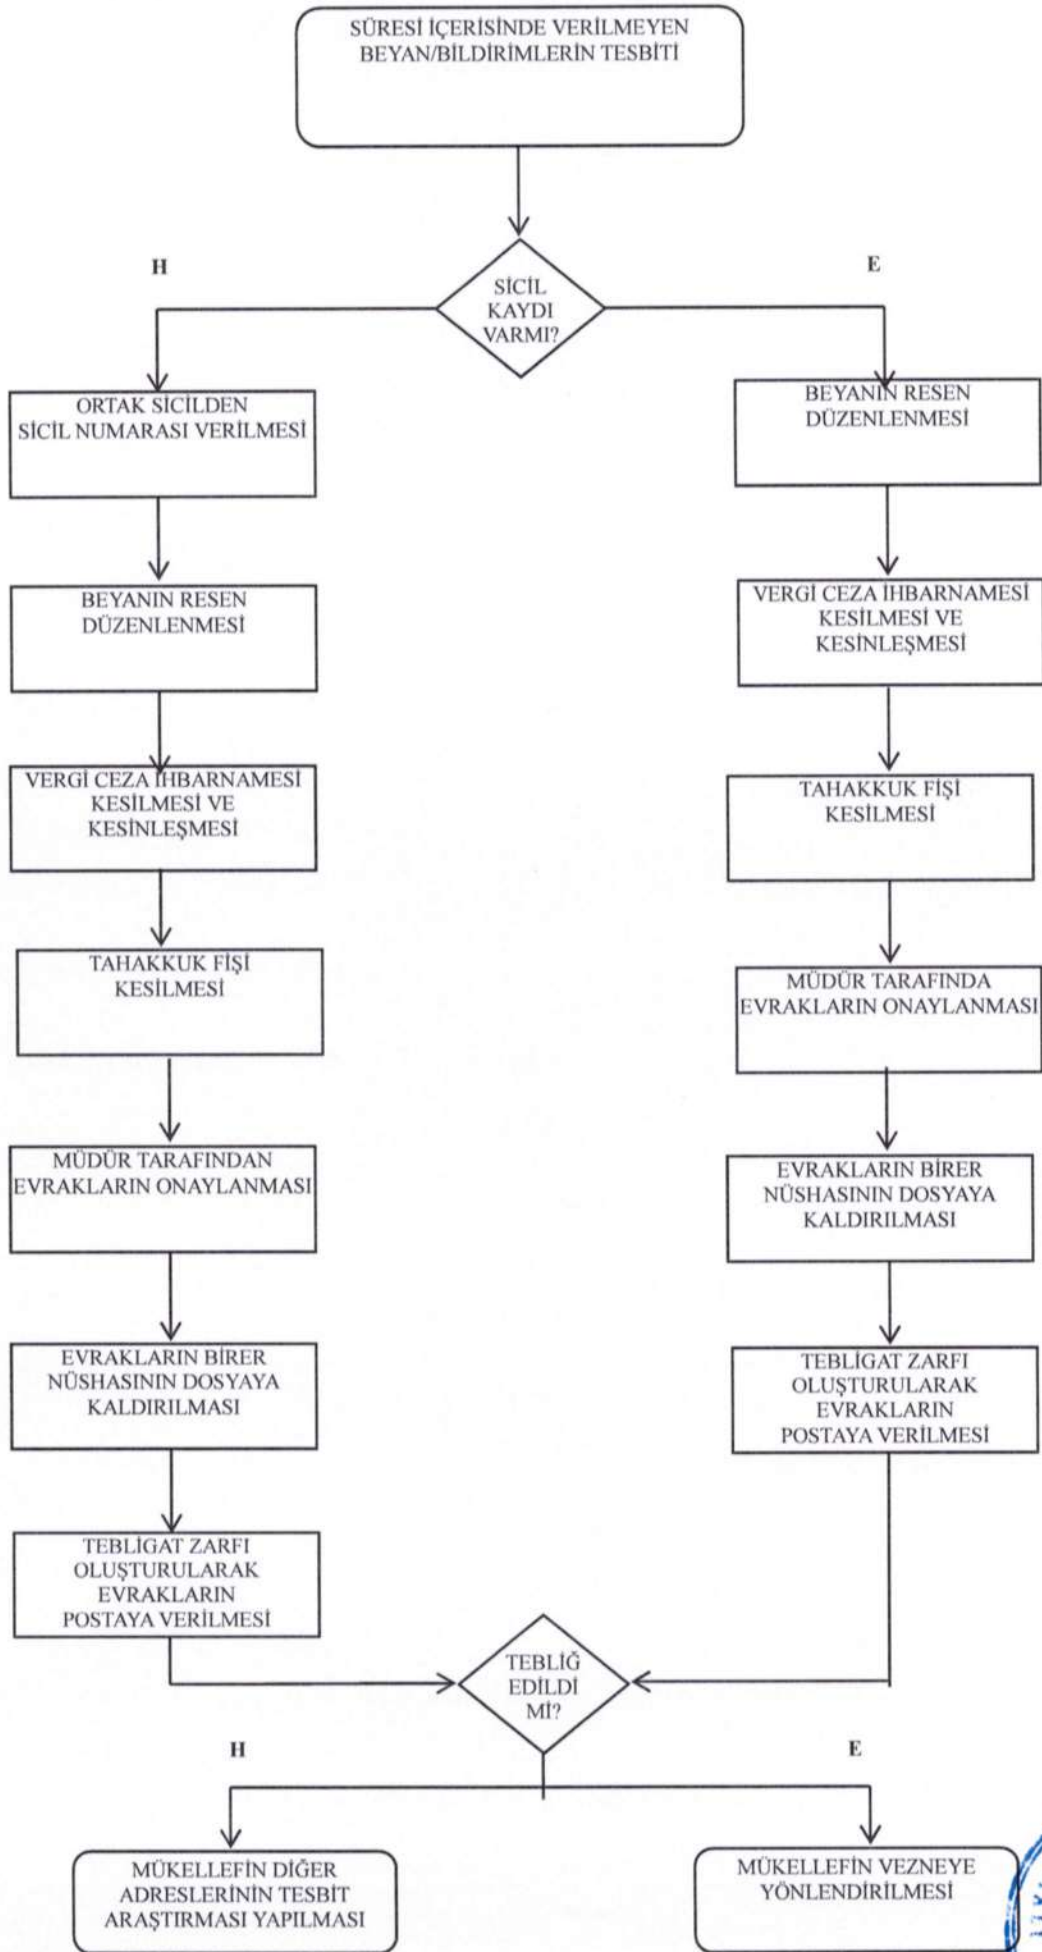 SÜRESİ İÇERİSİNDE VERİLMEYEN
BEYAN/BİLDİRİMLERİN TESBİTİ
H
E
SİCİL
KAYDI
VARMI?
ORTAK SİCİLDEN
SİCİL NUMARASI VERİLMESİ
BEYANIN RESEN
DÜZENLENMESİ
VERGİ CEZA İHBARNAMESİ
KESİLMESİ VE
KESİNLEŞMESİ
TAHAKKUK FİŞİ
KESİLMESİ
MÜDÜR TARAFINDAN
EVRAKLARIN ONAYLANMASI
EVRAKLARIN BİRER
NÜSHASININ DOSYAYA
KALDIRILMASI
TEBLİGAT ZARFI
OLUŞTURULARAK
EVRAKLARIN
POSTAYA VERİLMESİ
BEYANIN RESEN
DÜZENLENMESİ
VERGİ CEZA İHBARNAMESİ
KESİLMESİ VE
KESİNLEŞMESİ
TAHAKKUK FİŞİ
KESİLMESİ
MÜDÜR TARAFINDA
EVRAKLARIN ONAYLANMASI
EVRAKLARIN BİRER
NÜSHASININ DOSYAYA
KALDIRILMASI
TEBLİGAT ZARFI
OLUŞTURULARAK
EVRAKLARIN
POSTAYA VERİLMESİ
TEBLİĞ
EDİLDİ
Mİ?
H
E
MÜKELLEFİN DİĞER
ADRESLERİNİN TESBİT
ARAŞTIRMASI YAPILMASI
MÜKELLEFİN VEZNEYE
YÖNLENDİRİLMESİ